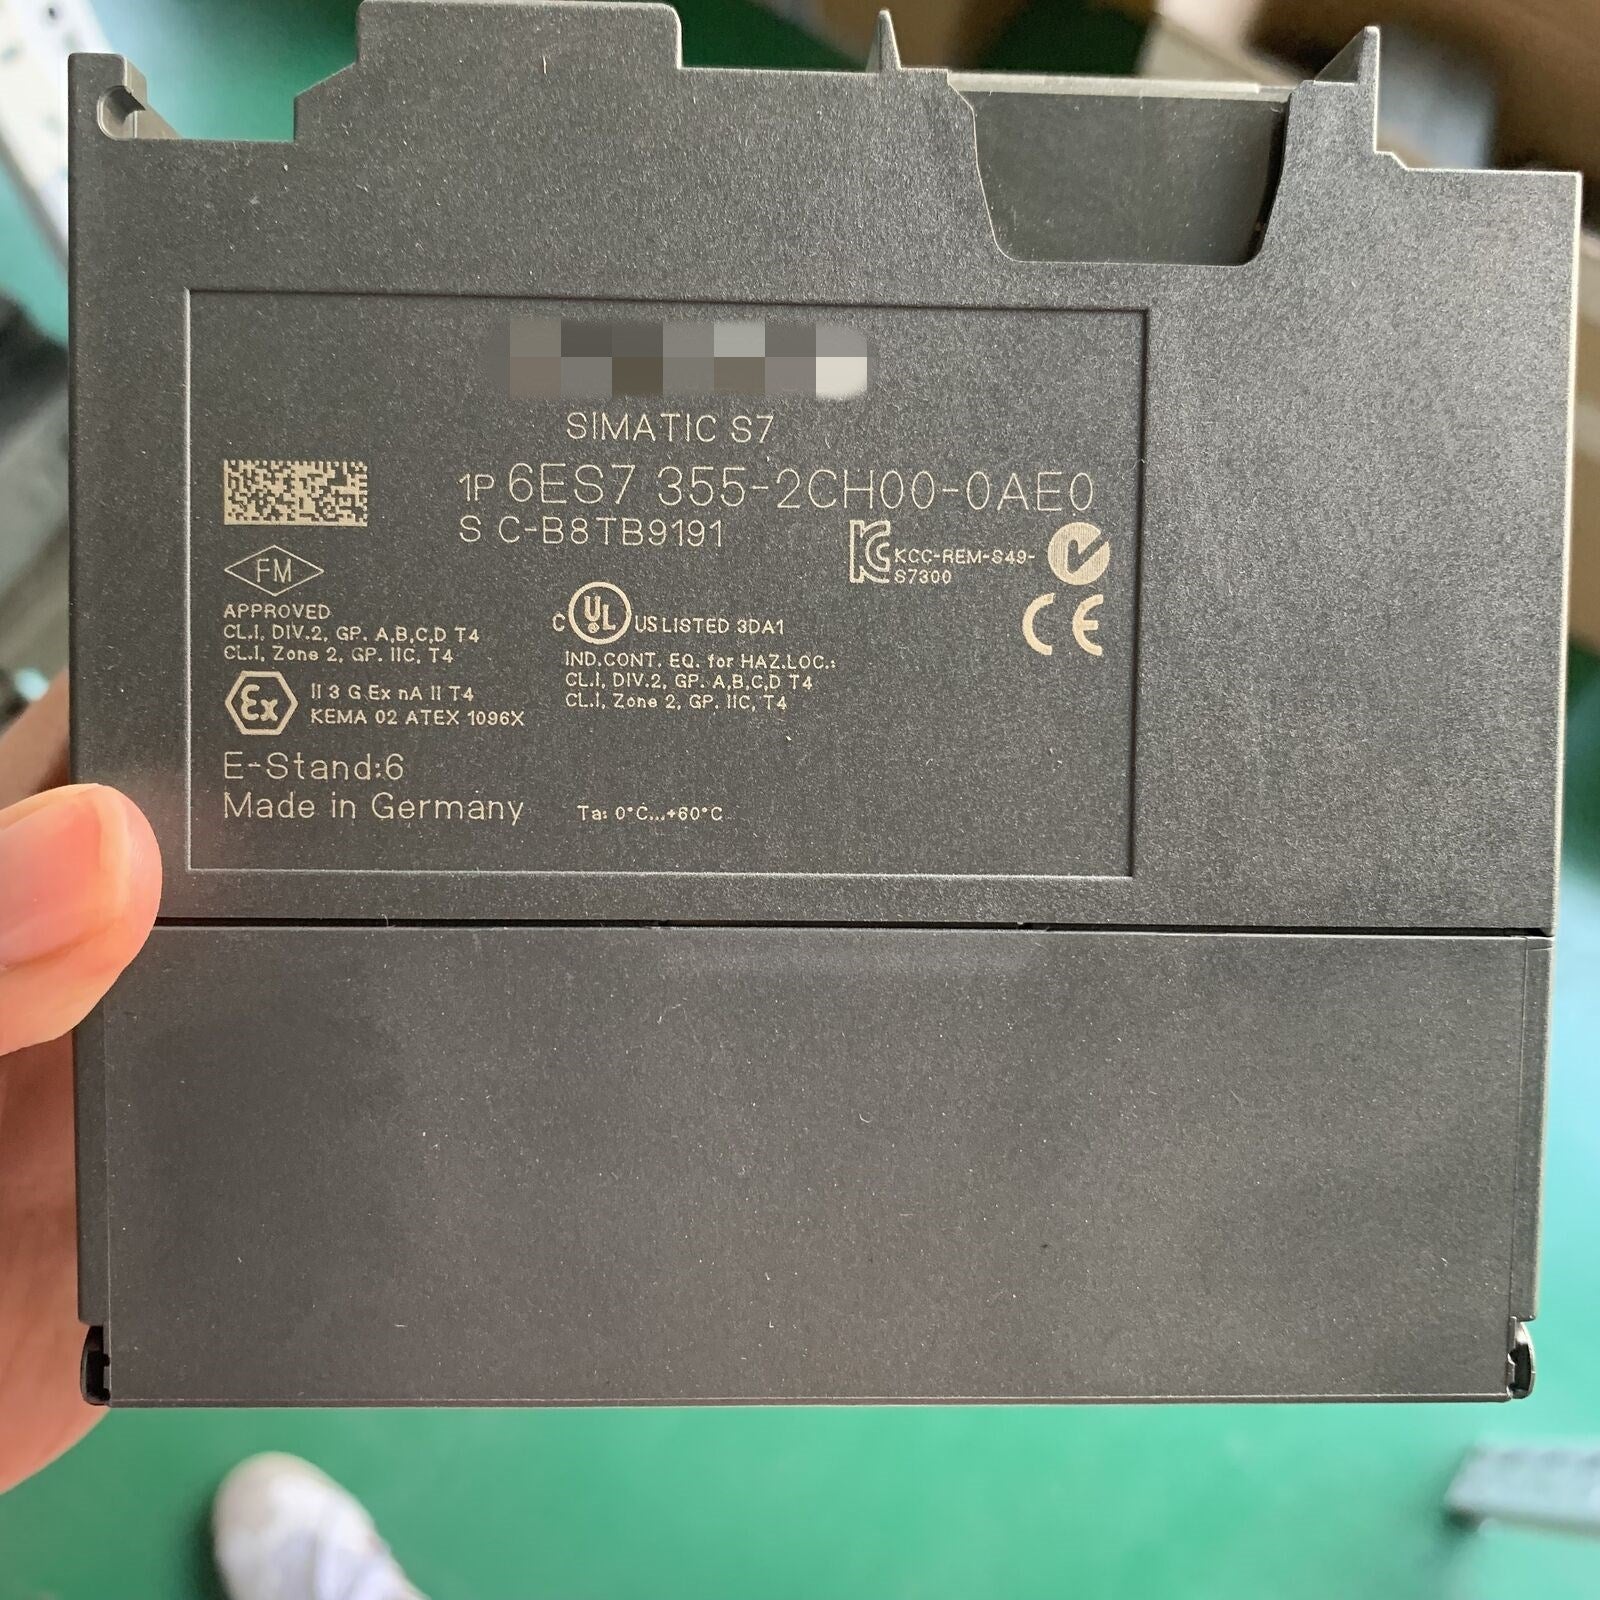 SIMATIC S7
1P 6ES7 355-2CH00-0AE0
S C-B8TB9191
KCC-REM-S49-
S7300
FM
APPROVED
CL.I, DIV.2, GP. A,B,C,D T4
CL.I, Zone 2, GP. IIC, T4
C UL US LISTED 3DA1
IND.CONT. EQ. for HAZ.LOC.:
CL.I, DIV.2, GP. A,B,C,D T4
CL.I, Zone 2, GP. IIC, T4
CE
Ex II 3 G Ex nA II T4
KEMA 02 ATEX 1096X
E-Stand:6
Made in Germany
Ta: 0°C...+60°C